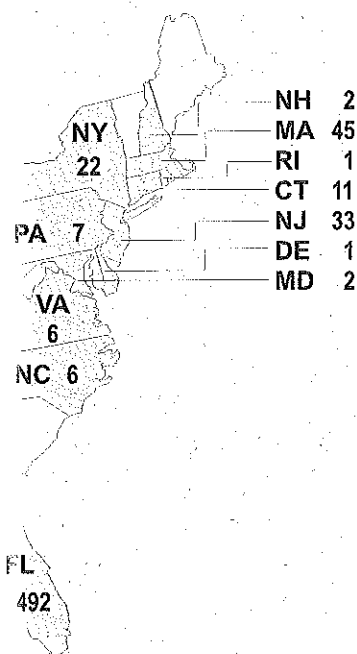 NH 2
NY MA 45
22 RI 1
CT 11
PA 7 NJ 33
DE 1
MD 2
VA
6
NC 6
FL
492